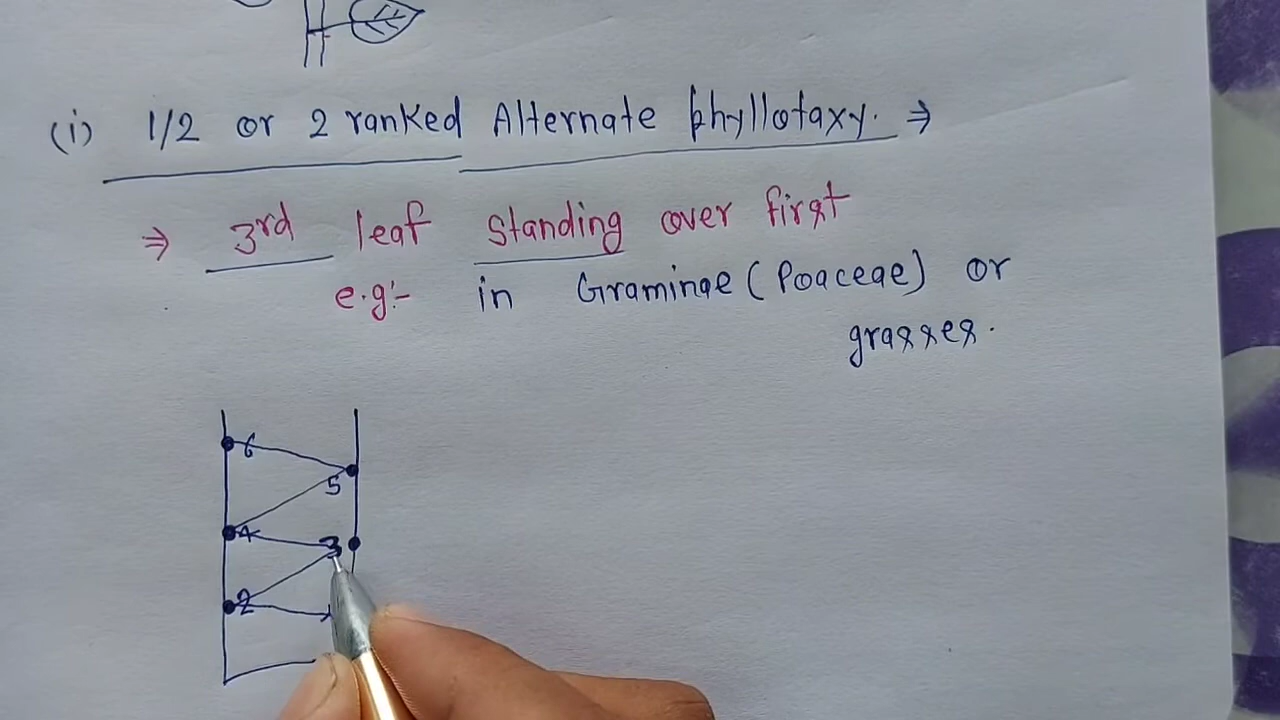 (i) 1/2 or 2 ranked Alternate phyllotaxy. ⇒
⇒ 3rd leaf standing over first
e.g:- in Graminae (Poaceae) or
grasses.
6
5
4
3
2